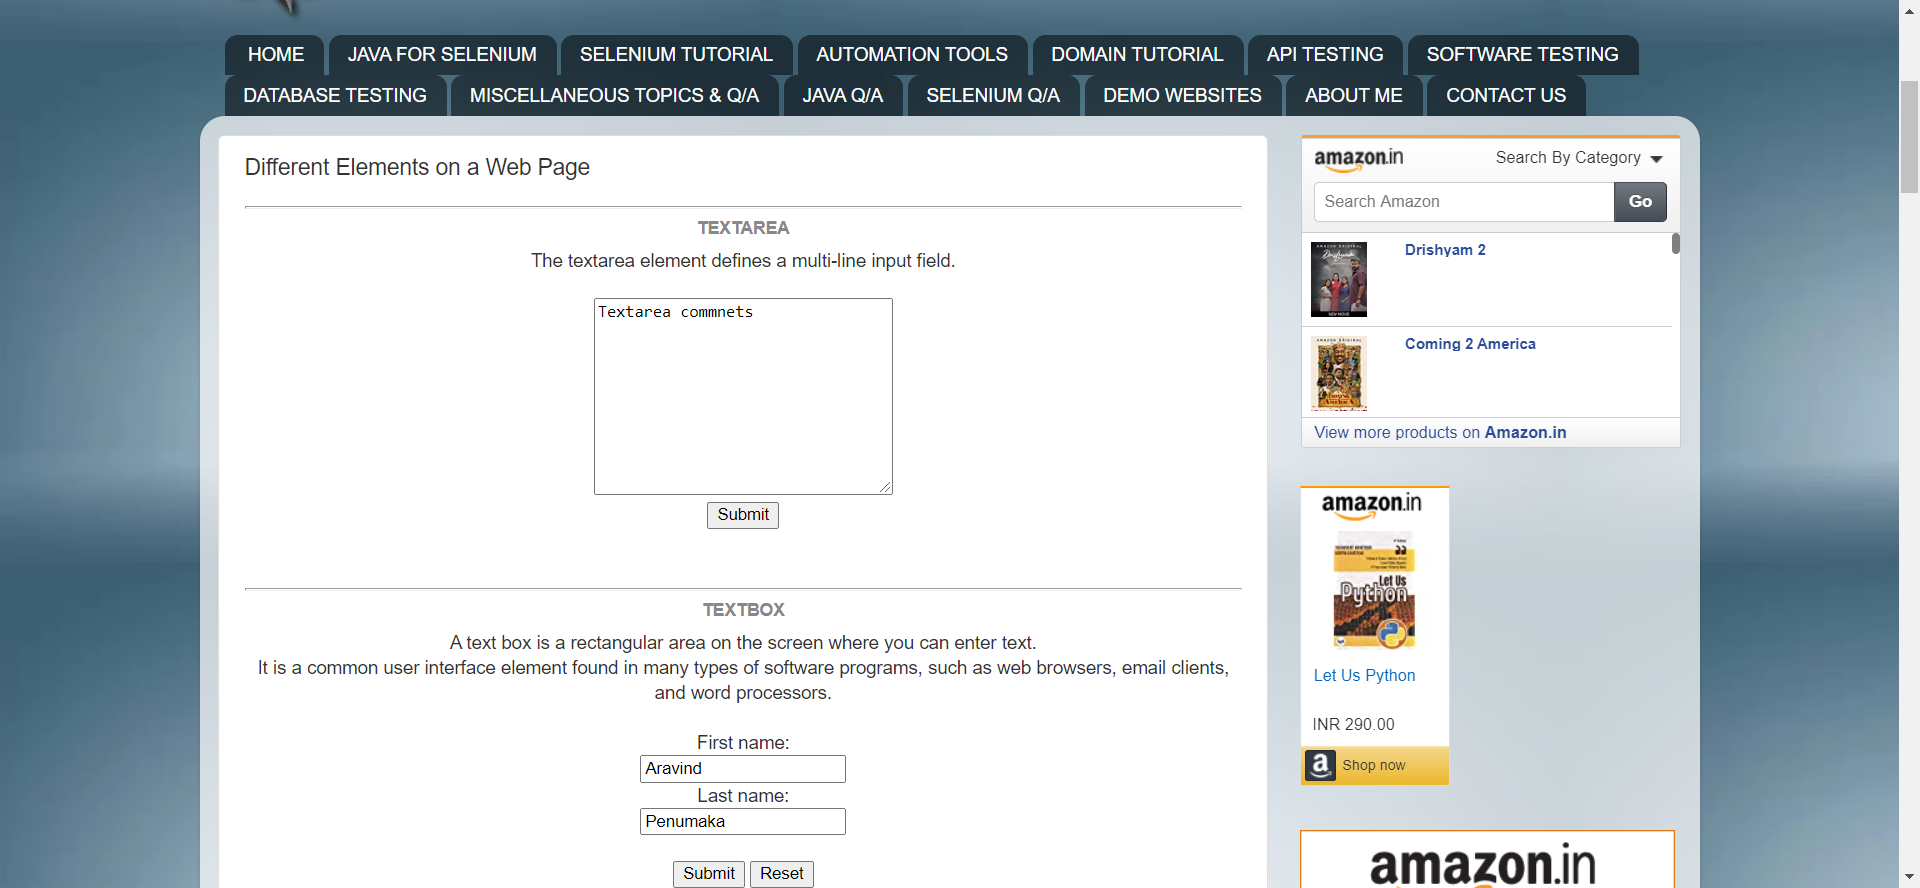 HOME
JAVA FOR SELENIUM
SELENIUM TUTORIAL
AUTOMATION TOOLS
DOMAIN TUTORIAL
API TESTING
SOFTWARE TESTING
DATABASE TESTING
MISCELLANEOUS TOPICS & Q/A
JAVA Q/A
SELENIUM Q/A
DEMO WEBSITES
ABOUT ME
CONTACT US
Different Elements on a Web Page
TEXTAREA
The textarea element defines a multi-line input field.
Textarea commnets
Submit
TEXTBOX
A text box is a rectangular area on the screen where you can enter text.
It is a common user interface element found in many types of software programs, such as web browsers, email clients,
and word processors.
First name:
Aravind
Last name:
Penumaka
Submit
Reset
amazon.in
Search By Category
Search Amazon
Go
Drishyam 2
Coming 2 America
View more products on Amazon.in
amazon.in
Let Us
Python
Let Us Python
INR 290.00
Shop now
amazon.in